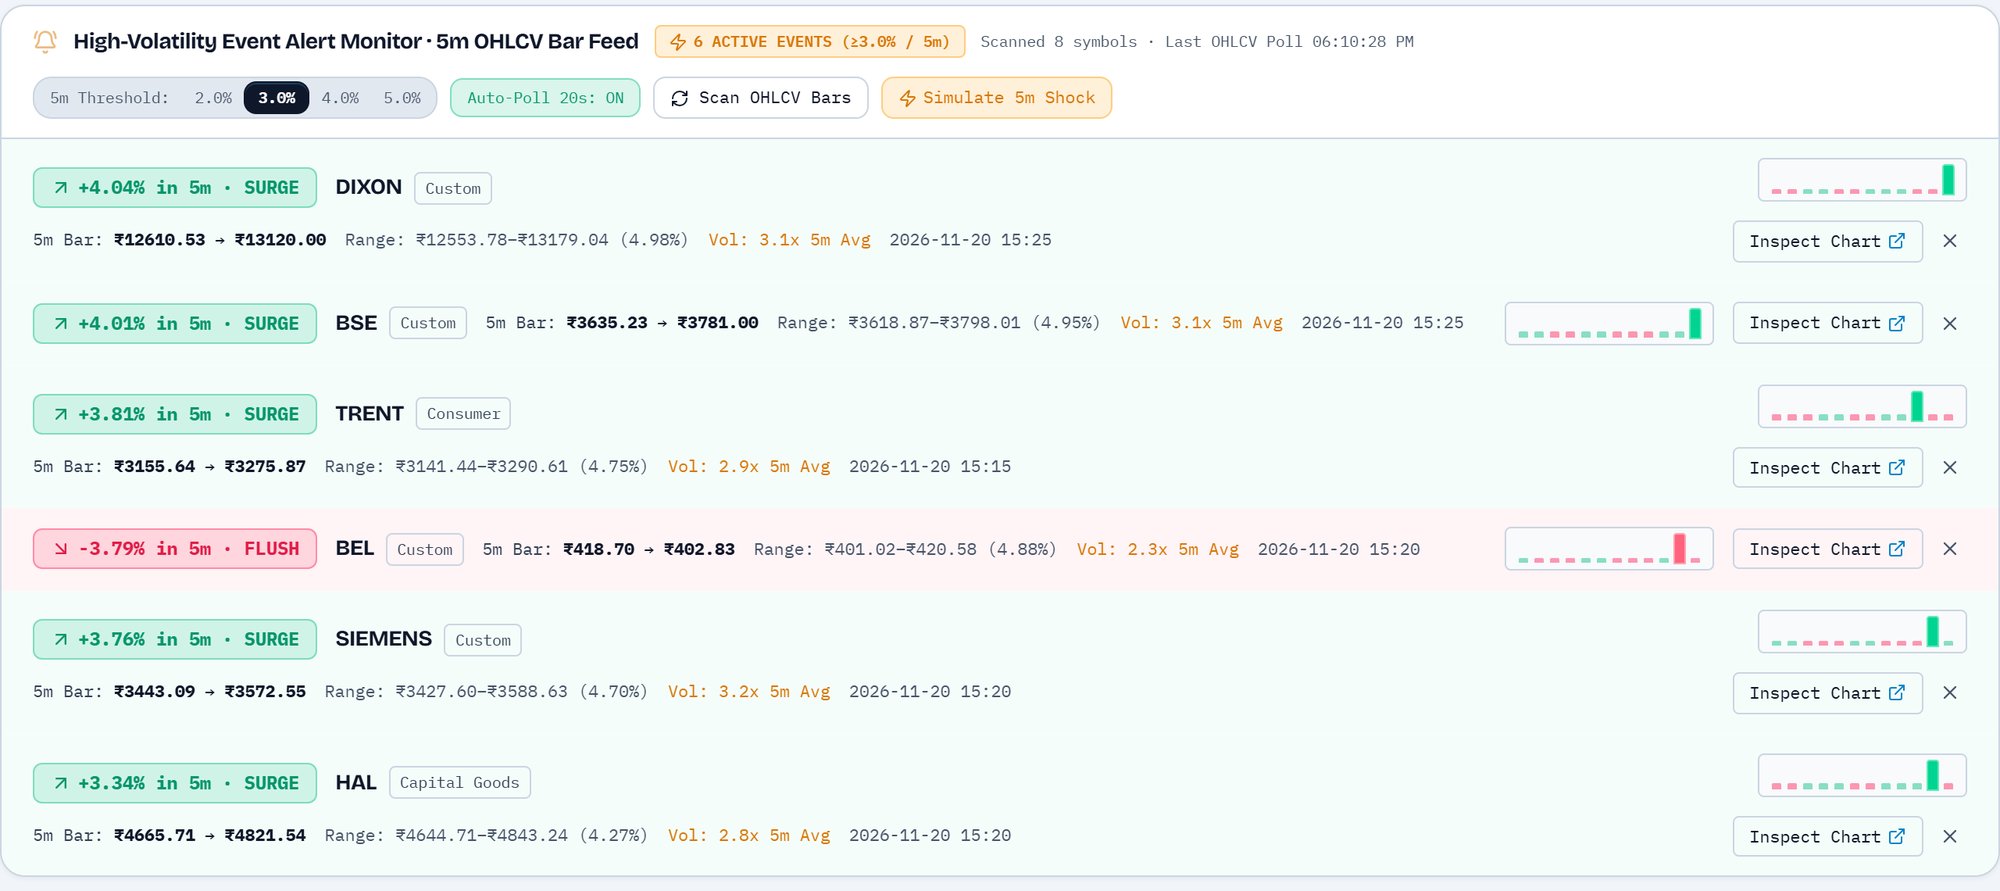 High-Volatility Event Alert Monitor · 5m OHLCV Bar Feed 6 ACTIVE EVENTS (≥3.0% / 5m) Scanned 8 symbols · Last OHLCV Poll 06:10:28 PM
5m Threshold: 2.0% 3.0% 4.0% 5.0% Auto-Poll 20s: ON Scan OHLCV Bars Simulate 5m Shock
+4.04% in 5m · SURGE DIXON Custom
5m Bar: ₹12610.53 → ₹13120.00 Range: ₹12553.78–₹13179.04 (4.98%) Vol: 3.1x 5m Avg 2026-11-20 15:25 Inspect Chart
+4.01% in 5m · SURGE BSE Custom 5m Bar: ₹3635.23 → ₹3781.00 Range: ₹3618.87–₹3798.01 (4.95%) Vol: 3.1x 5m Avg 2026-11-20 15:25 Inspect Chart
+3.81% in 5m · SURGE TRENT Consumer
5m Bar: ₹3155.64 → ₹3275.87 Range: ₹3141.44–₹3290.61 (4.75%) Vol: 2.9x 5m Avg 2026-11-20 15:15 Inspect Chart
-3.79% in 5m · FLUSH BEL Custom 5m Bar: ₹418.70 → ₹402.83 Range: ₹401.02–₹420.58 (4.88%) Vol: 2.3x 5m Avg 2026-11-20 15:20 Inspect Chart
+3.76% in 5m · SURGE SIEMENS Custom
5m Bar: ₹3443.09 → ₹3572.55 Range: ₹3427.60–₹3588.63 (4.70%) Vol: 3.2x 5m Avg 2026-11-20 15:20 Inspect Chart
+3.34% in 5m · SURGE HAL Capital Goods
5m Bar: ₹4665.71 → ₹4821.54 Range: ₹4644.71–₹4843.24 (4.27%) Vol: 2.8x 5m Avg 2026-11-20 15:20 Inspect Chart